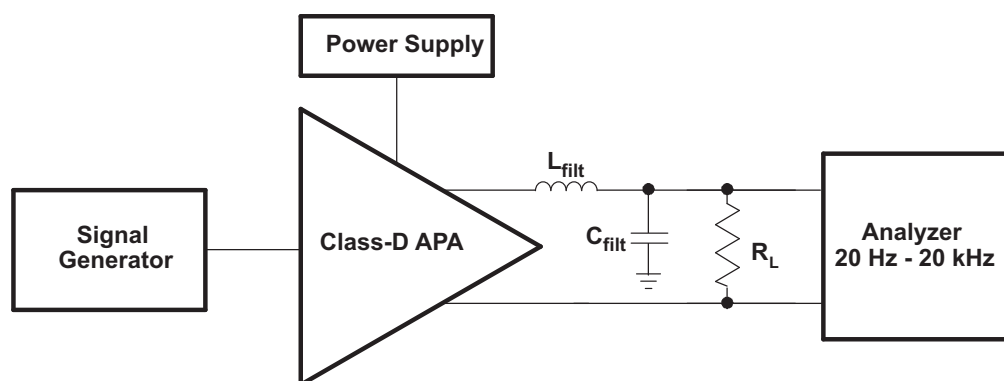 Power Supply
Signal
Generator
Class-D APA
Lfilt
Cfilt
RL
Analyzer
20 Hz - 20 kHz